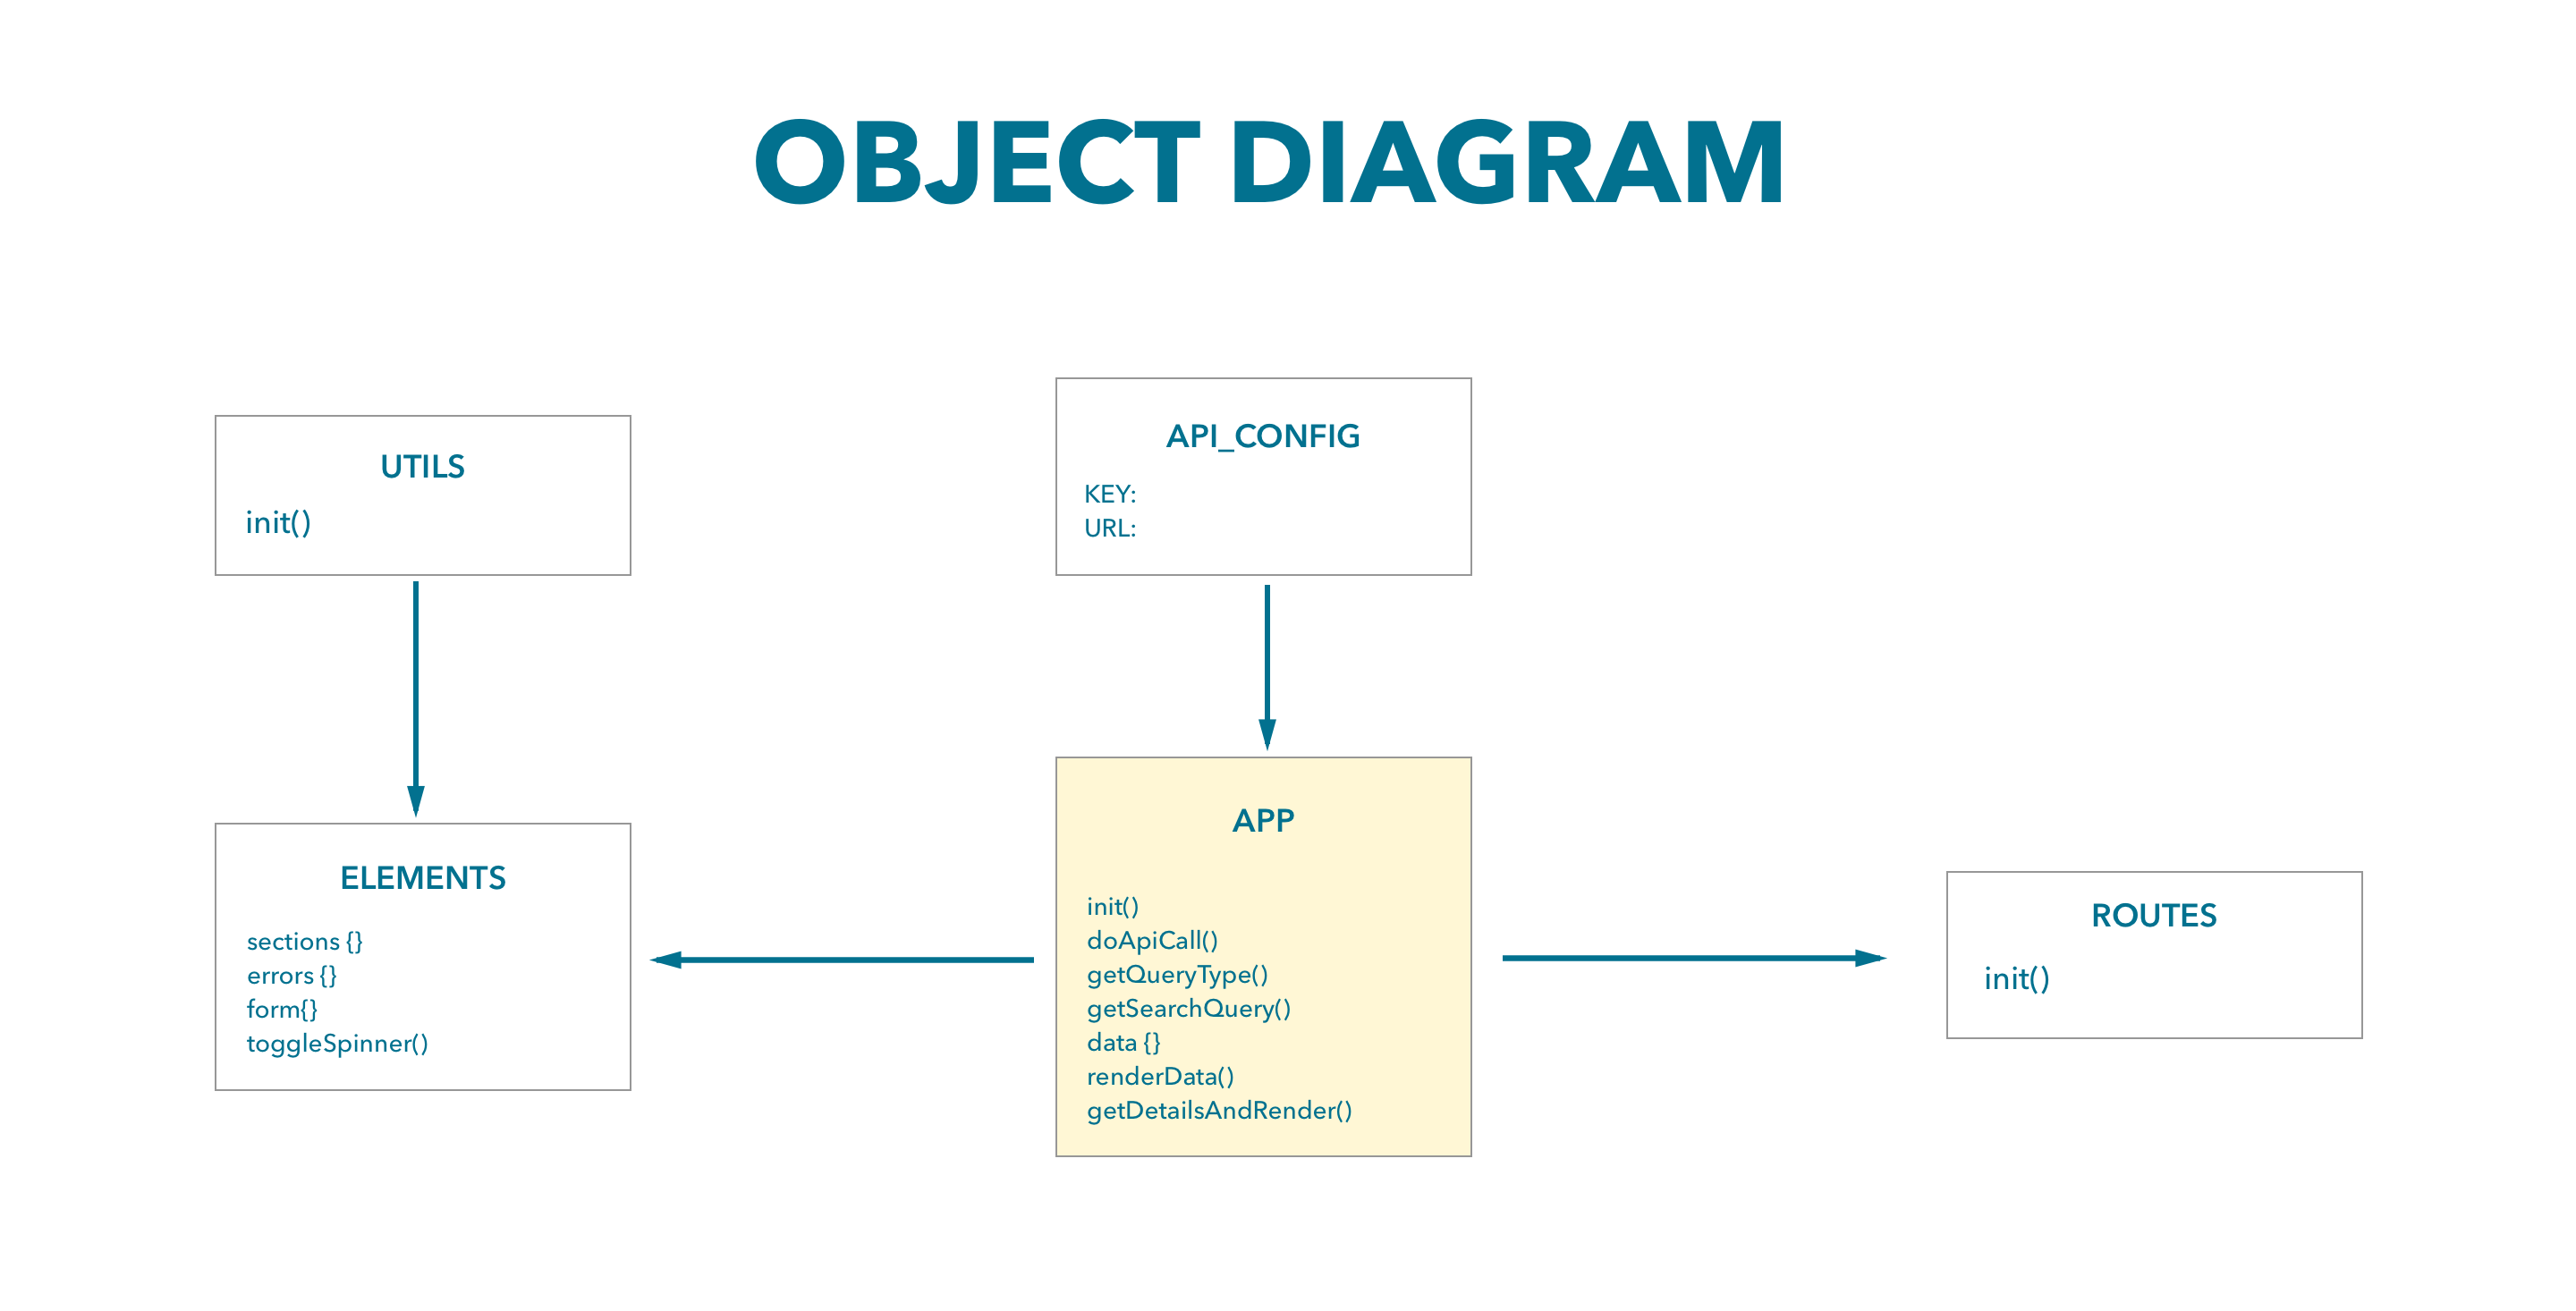 OBJECT DIAGRAM
UTILS
init()
API_CONFIG
KEY:
URL:
ELEMENTS
sections {}
errors {}
form{}
toggleSpinner()
APP
init()
doApiCall()
getQueryType()
getSearchQuery()
data {}
renderData()
getDetailsAndRender()
ROUTES
init()